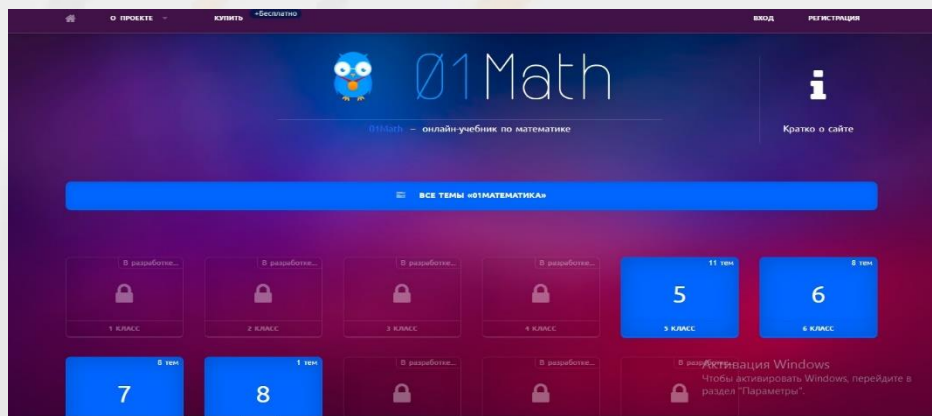 О ПРОЕКТЕ
КУПИТЬ
+Бесплатно
ВХОД
РЕГИСТРАЦИЯ
01Math
01Math – онлайн-учебник по математике
Кратко о сайте
ВСЕ ТЕМЫ «01МАТЕМАТИКА»
В разработке...
В разработке...
В разработке...
В разработке...
11 тем
8 тем
5
6
1 КЛАСС
2 КЛАСС
3 КЛАСС
4 КЛАСС
5 КЛАСС
6 КЛАСС
8 тем
1 тем
В разработке...
В разработке...
В разработке...
7
8
Активация Windows
Чтобы активировать Windows, перейдите в
раздел "Параметры".